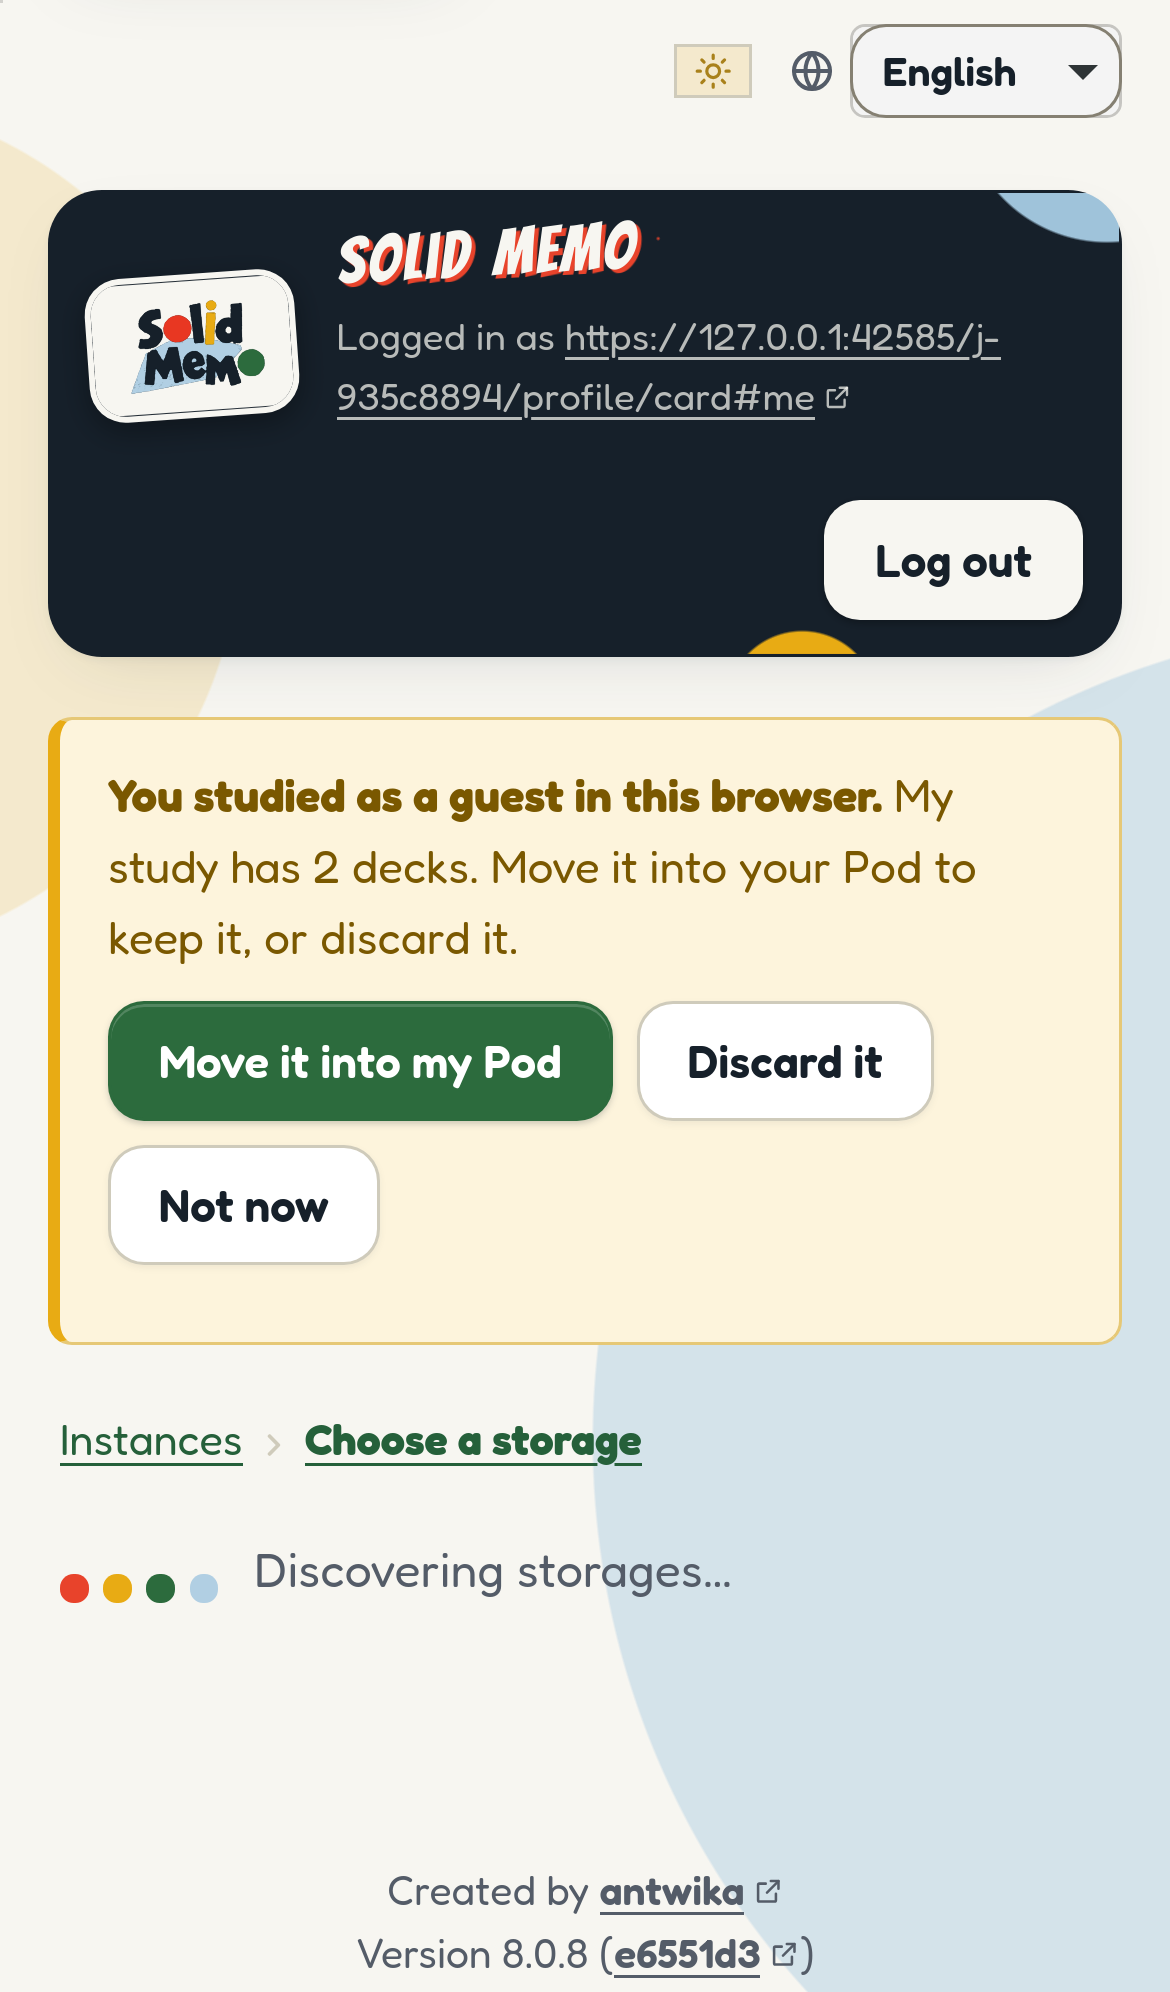 English
SOLID MEMO
Solid
Memo
Logged in as https://127.0.0.1:42585/j-
935c8894/profile/card#me
Log out
You studied as a guest in this browser. My
study has 2 decks. Move it into your Pod to
keep it, or discard it.
Move it into my Pod
Discard it
Not now
Instances
Choose a storage
Discovering storages...
Created by antwika
Version 8.0.8 (e6551d3)